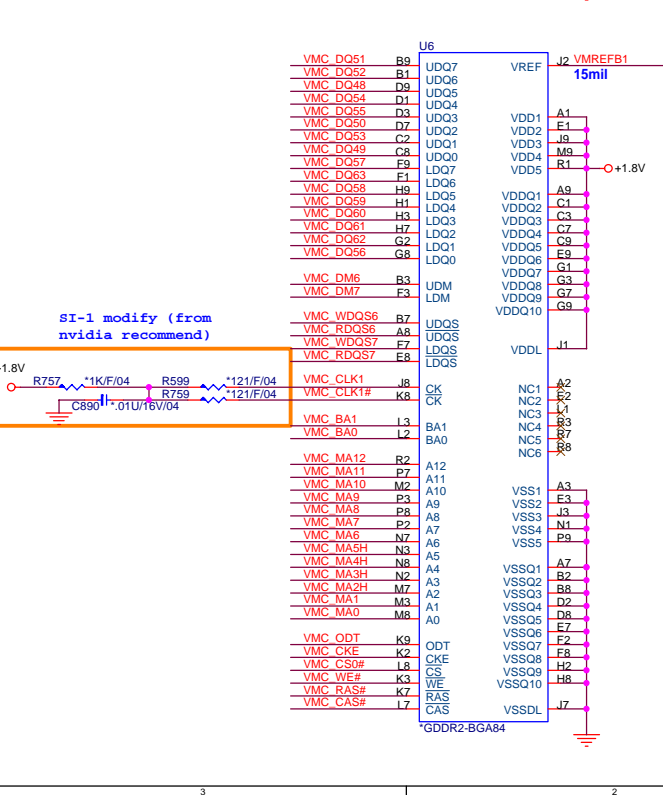 U6
VMC_DQ51 B9 UDQ7 VREF J2 VMREFB1
15mil
VMC_DQ52 B1 UDQ6
VMC_DQ48 D9 UDQ5
VMC_DQ54 D1 UDQ4
VMC_DQ55 D3 UDQ3 VDD1 A1
VMC_DQ50 D7 UDQ2 VDD2 E1
VMC_DQ53 C2 UDQ1 VDD3 J9
VMC_DQ49 C8 UDQ0 VDD4 M9
VMC_DQ57 F9 LDQ7 VDD5 R1 +1.8V
VMC_DQ63 F1 LDQ6
VMC_DQ58 H9 LDQ5 VDDQ1 A9
VMC_DQ59 H1 LDQ4 VDDQ2 C1
VMC_DQ60 H3 LDQ3 VDDQ3 C3
VMC_DQ61 H7 LDQ2 VDDQ4 C7
VMC_DQ62 G2 LDQ1 VDDQ5 C9
VMC_DQ56 G8 LDQ0 VDDQ6 E9
VDDQ7 G1
VMC_DM6 B3 UDM VDDQ8 G3
VMC_DM7 F3 LDM VDDQ9 G7
VDDQ10 G9
SI-1 modify (from
nvidia recommend)
VMC_WDQS6 B7 UDQS
VMC_RDQS6 A8 UDQS
VMC_WDQS7 F7 LDQS VDDL J1
VMC_RDQS7 E8 LDQS
1.8V
R757 *1K/F/04 R599 *121/F/04 VMC_CLK1 J8 CK NC1 A2
C890 *.01U/16V/04 R759 *121/F/04 VMC_CLK1# K8 CK NC2 E2
NC3 L1
VMC_BA1 L3 BA1 NC4 R3
VMC_BA0 L2 BA0 NC5 R7
NC6 R8
VMC_MA12 R2 A12
VMC_MA11 P7 A11
VMC_MA10 M2 A10 VSS1 A3
VMC_MA9 P3 A9 VSS2 E3
VMC_MA8 P8 A8 VSS3 J3
VMC_MA7 P2 A7 VSS4 N1
VMC_MA6 N7 A6 VSS5 P9
VMC_MA5H N3 A5
VMC_MA4H N8 A4 VSSQ1 A7
VMC_MA3H N2 A3 VSSQ2 B2
VMC_MA2H M7 A2 VSSQ3 B8
VMC_MA1 M3 A1 VSSQ4 D2
VMC_MA0 M8 A0 VSSQ5 D8
VSSQ6 E7
VMC_ODT K9 ODT VSSQ7 F2
VMC_CKE K2 CKE VSSQ8 F8
VMC_CS0# L8 CS VSSQ9 H2
VMC_WE# K3 WE VSSQ10 H8
VMC_RAS# K7 RAS
VMC_CAS# L7 CAS VSSDL J7
*GDDR2-BGA84
3 2